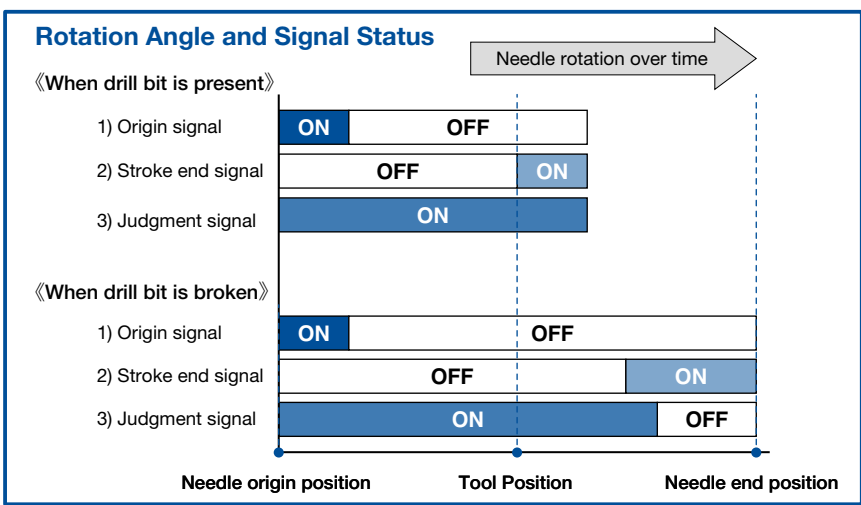 Rotation Angle and Signal Status
Needle rotation over time
《When drill bit is present》
1) Origin signal ON OFF
2) Stroke end signal OFF ON
3) Judgment signal ON
《When drill bit is broken》
1) Origin signal ON OFF
2) Stroke end signal OFF ON
3) Judgment signal ON OFF
Needle origin position Tool Position Needle end position